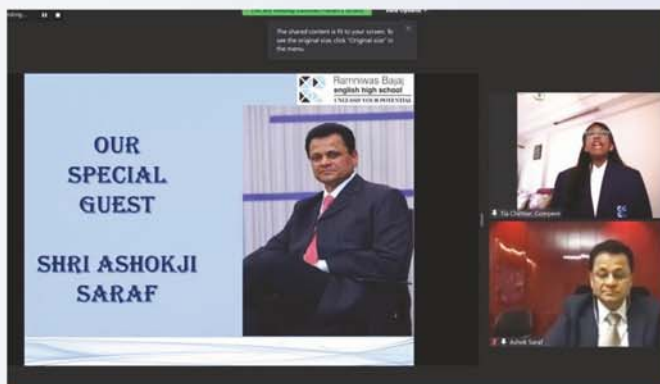 The shared content is fit to your screen. To
see the original size, click "Original size" in
the menu.
Ramniwas Bajaj
english high school
UNLEASH YOUR POTENTIAL
OUR
SPECIAL
GUEST
SHRI ASHOKJI
SARAF
Ashok Saraf